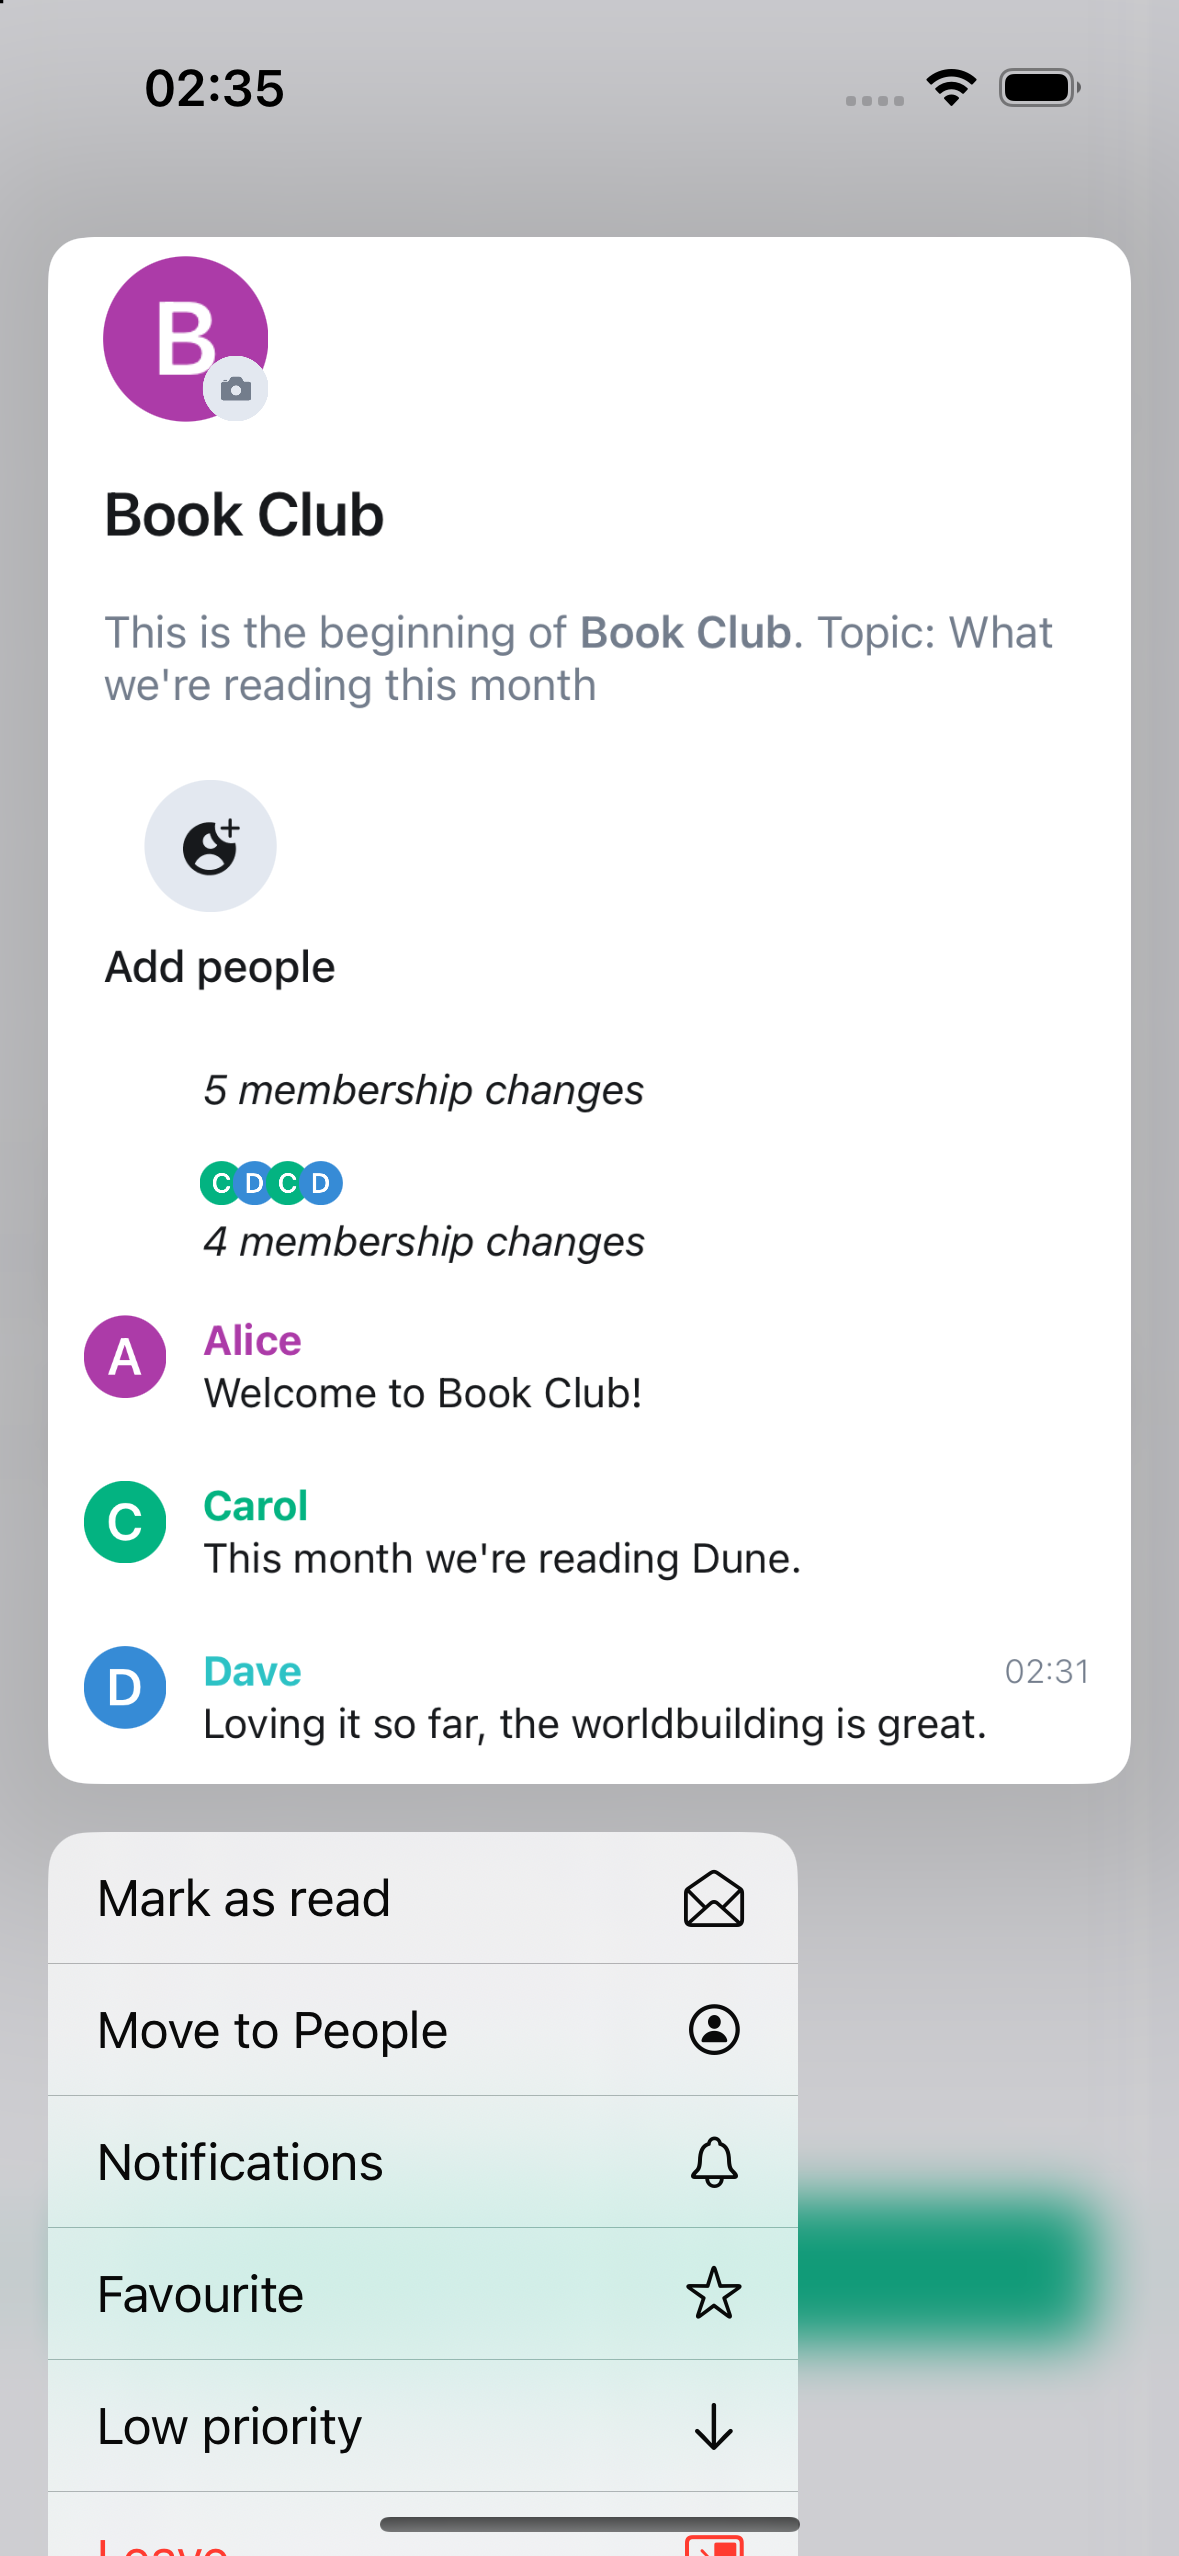 02:35
B
Book Club
This is the beginning of Book Club. Topic: What
we're reading this month
Add people
5 membership changes
C D C D
4 membership changes
A
Alice
Welcome to Book Club!
C
Carol
This month we're reading Dune.
D
Dave
02:31
Loving it so far, the worldbuilding is great.
Mark as read
Move to People
Notifications
Favourite
Low priority
Leave